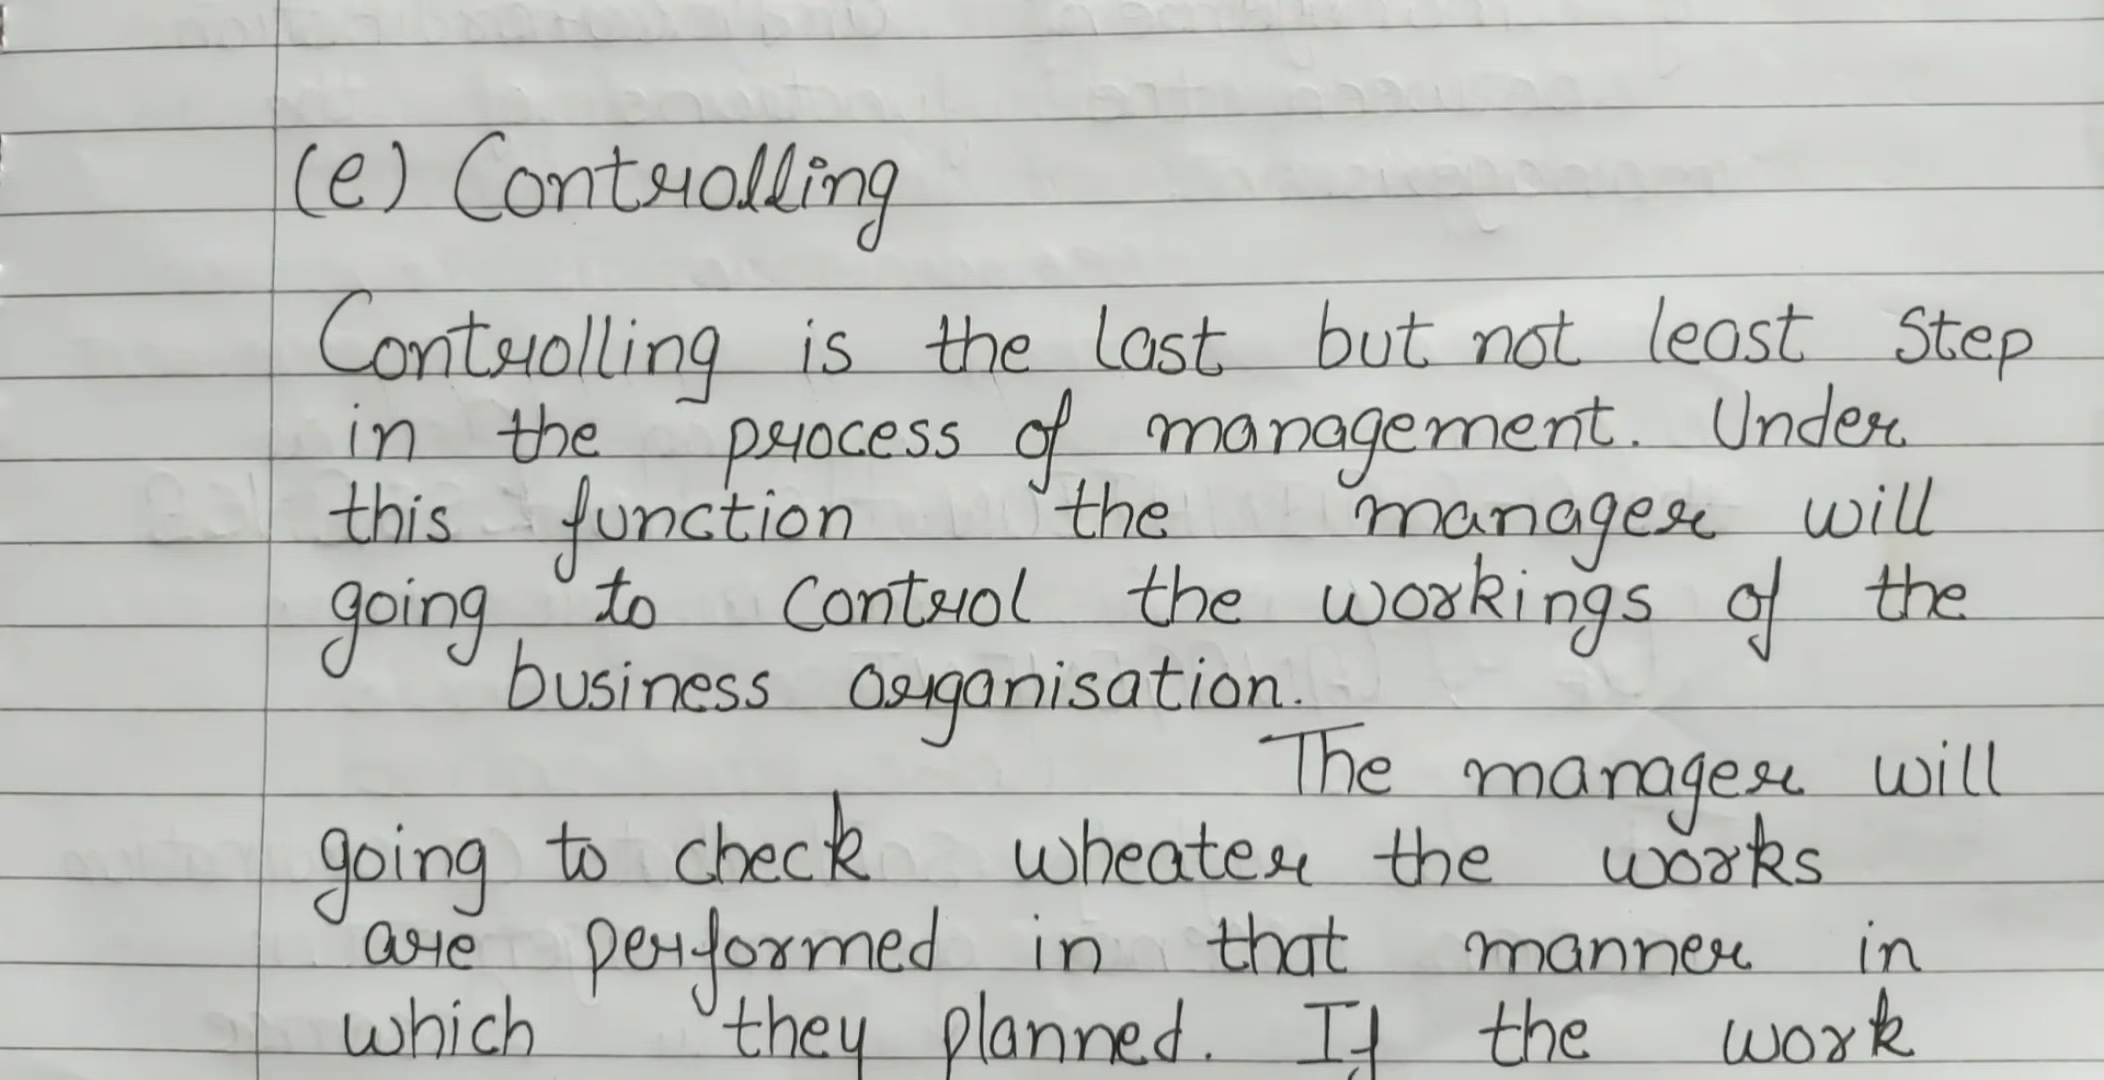 (e) Controlling
Controlling is the last but not least step
in the process of management. Under
this function the manager will
going to control the workings of the
business organisation.
The manager will
going to check wheater the works
are performed in that manner in
which they planned. If the work